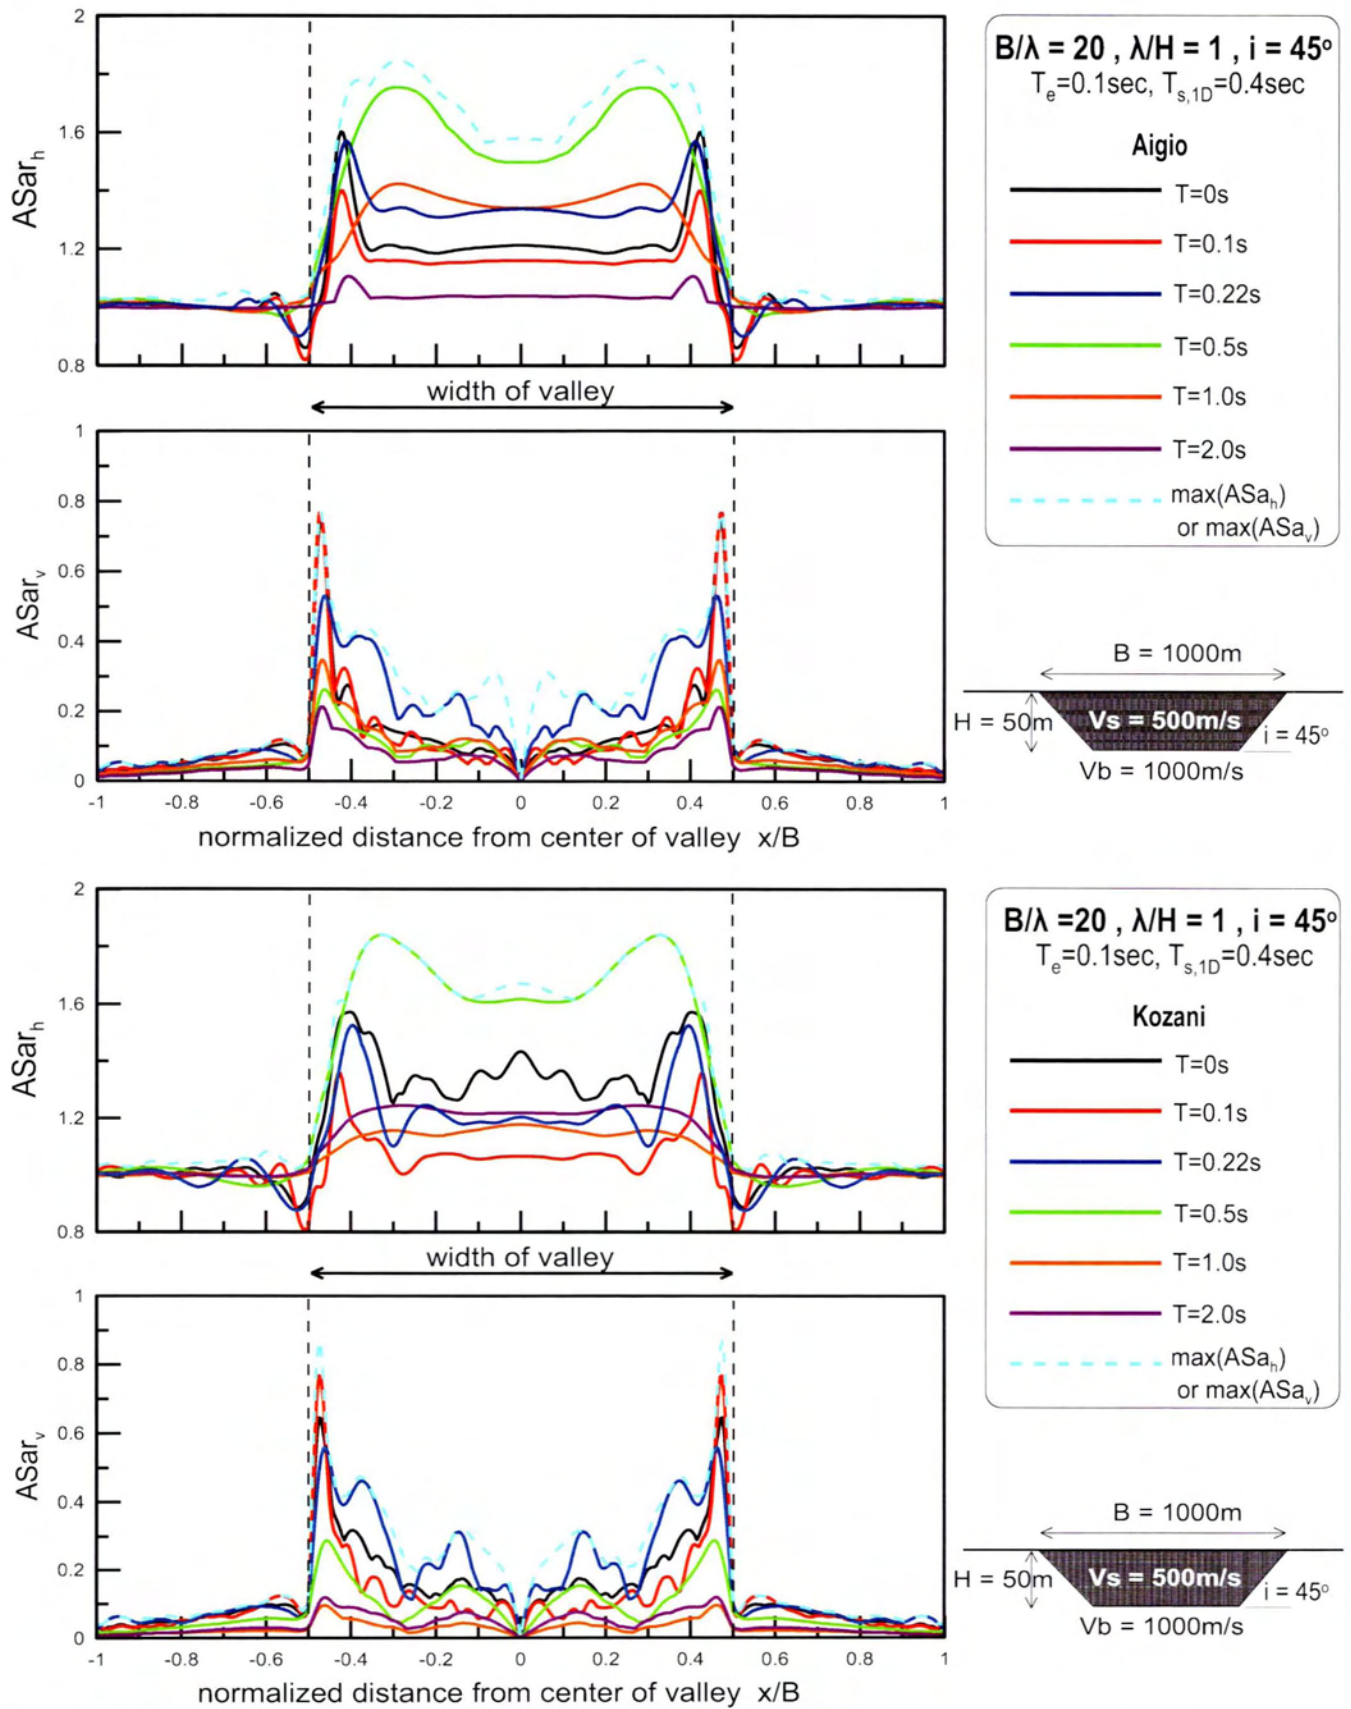 2
1.6
1.2
0.8
ASar_h
width of valley
1
0.8
0.6
0.4
0.2
0
ASar_v
-1 -0.8 -0.6 -0.4 -0.2 0 0.2 0.4 0.6 0.8 1
normalized distance from center of valley x/B
B/λ = 20 , λ/H = 1 , i = 45°
T_e=0.1sec, T_s,1D=0.4sec
Aigio
T=0s
T=0.1s
T=0.22s
T=0.5s
T=1.0s
T=2.0s
max(ASa_h)
or max(ASa_v)
B = 1000m
H = 50m
Vs = 500m/s
i = 45°
Vb = 1000m/s
2
1.6
1.2
0.8
ASar_h
width of valley
1
0.8
0.6
0.4
0.2
0
ASar_v
-1 -0.8 -0.6 -0.4 -0.2 0 0.2 0.4 0.6 0.8 1
normalized distance from center of valley x/B
B/λ =20 , λ/H = 1 , i = 45°
T_e=0.1sec, T_s,1D=0.4sec
Kozani
T=0s
T=0.1s
T=0.22s
T=0.5s
T=1.0s
T=2.0s
max(ASa_h)
or max(ASa_v)
B = 1000m
H = 50m
Vs = 500m/s
i = 45°
Vb = 1000m/s